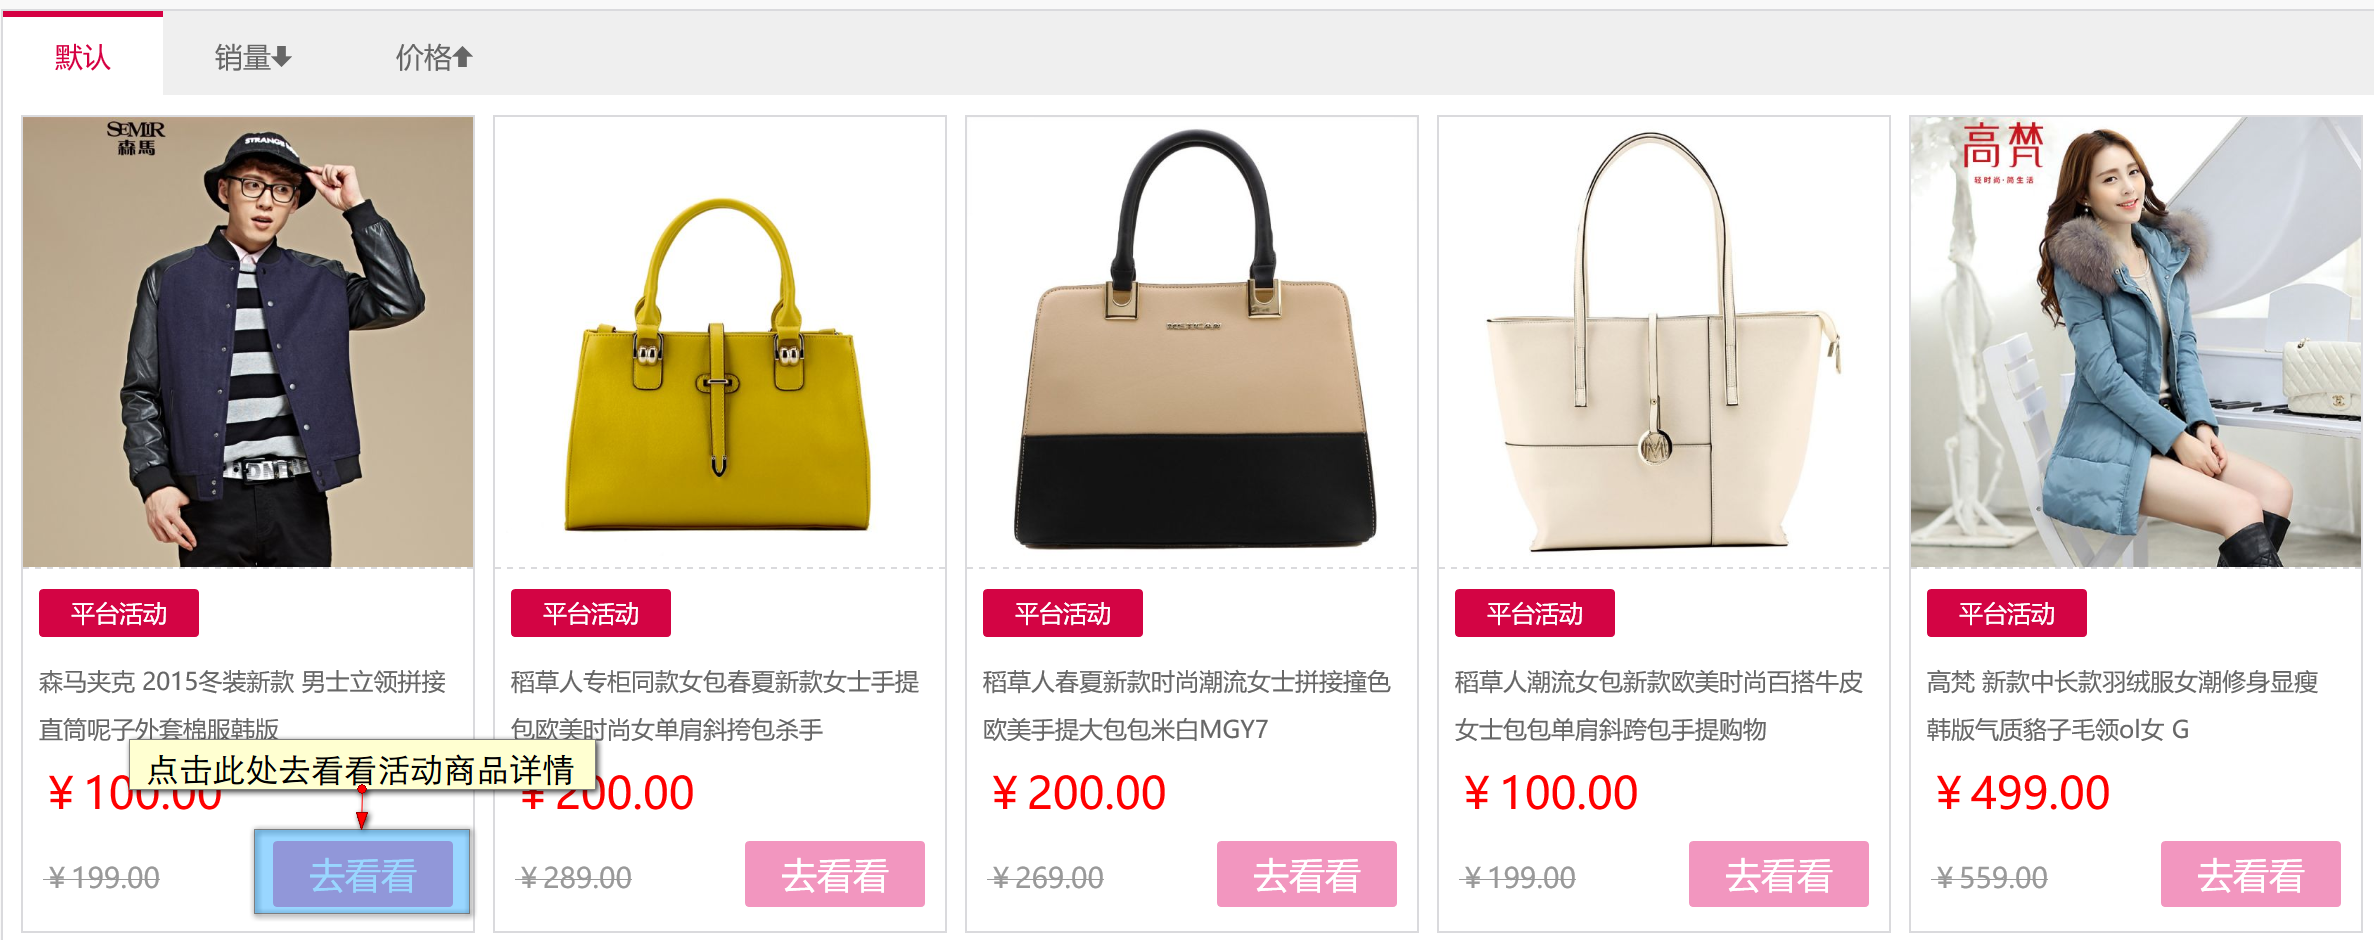 默认
销量
价格
SEMIR
森馬
STRANGE
高梵
轻时尚·简生活
平台活动
平台活动
平台活动
平台活动
平台活动
森马夹克 2015冬装新款 男士立领拼接
直筒呢子外套棉服韩版
稻草人专柜同款女包春夏新款女士手提
包欧美时尚女单肩斜挎包杀手
稻草人春夏新款时尚潮流女士拼接撞色
欧美手提大包包米白MGY7
稻草人潮流女包新款欧美时尚百搭牛皮
女士包包单肩斜跨包手提购物
高梵 新款中长款羽绒服女潮修身显瘦
韩版气质貉子毛领ol女 G
点击此处去看看活动商品详情
￥100.00
￥200.00
￥200.00
￥100.00
￥499.00
￥199.00
去看看
￥289.00
去看看
￥269.00
去看看
￥199.00
去看看
￥559.00
去看看